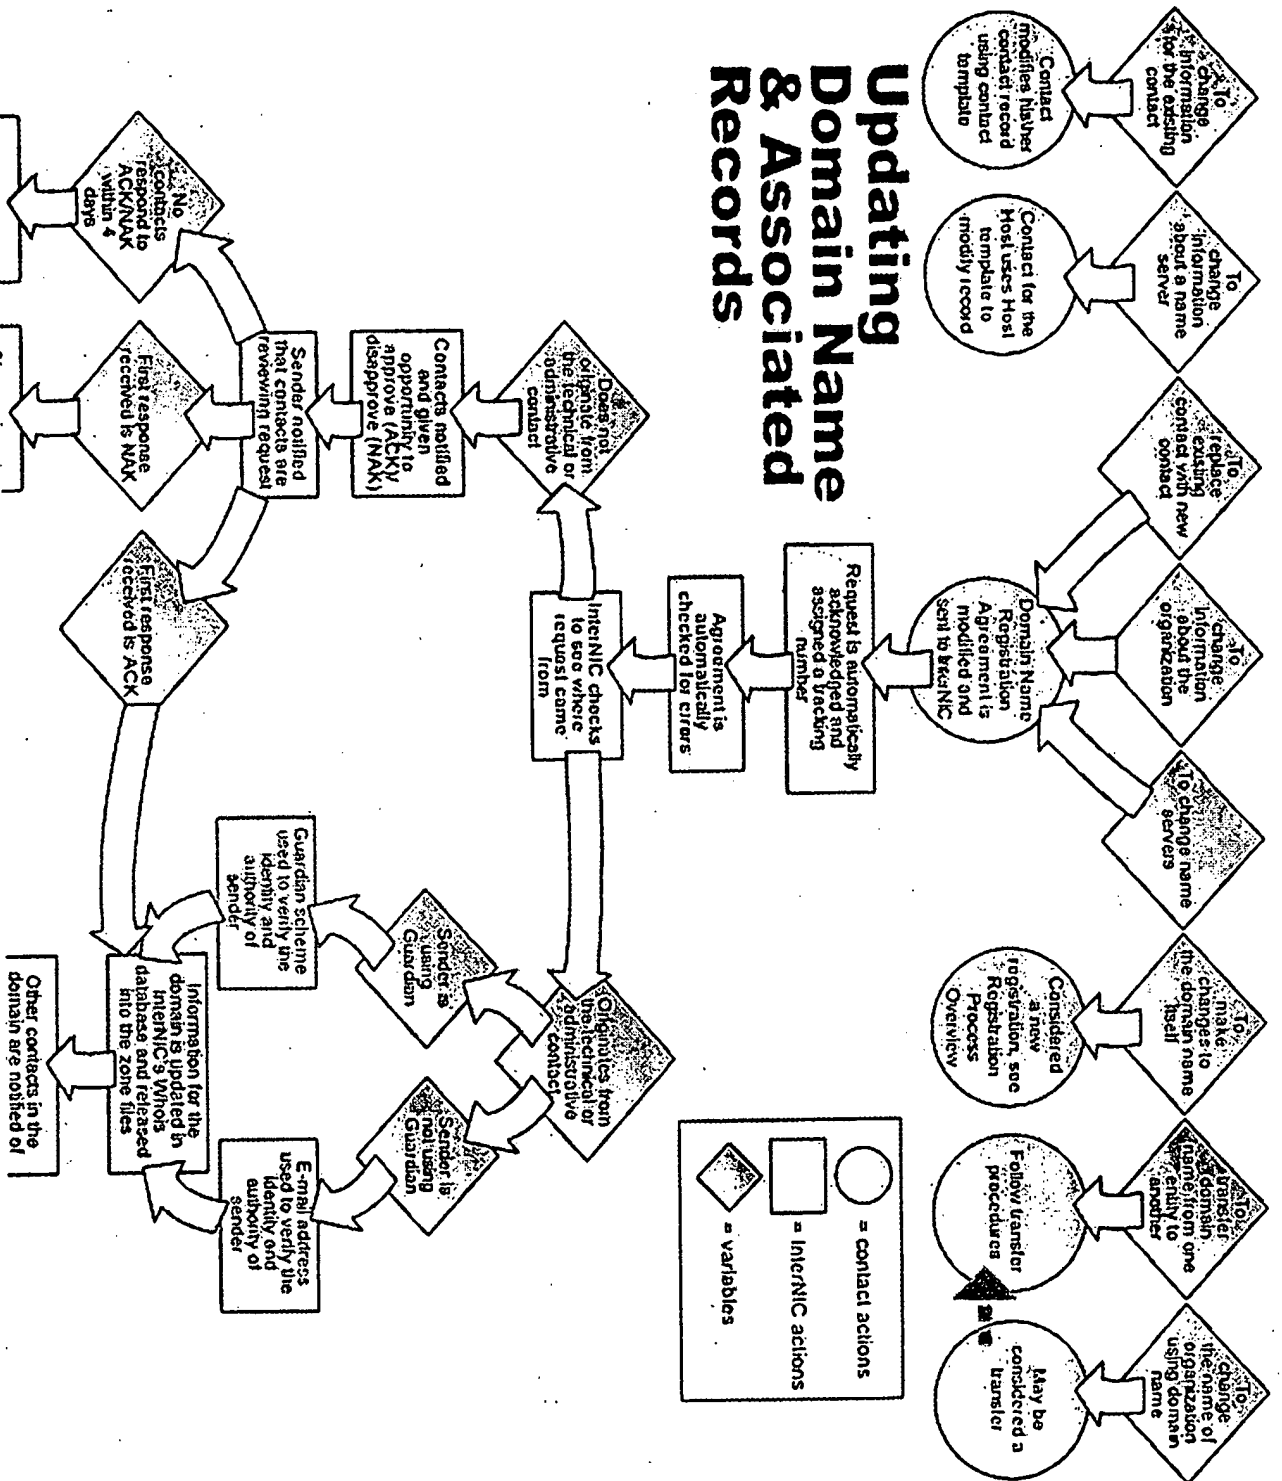 To
change
information
for the existing
contact
To
change
information
about a name
server
To
replace
existing
contact with new
contact
To
change
information
about the
organization
To change name
servers
To
make
changes to
the domain name
itself
To
transfer
a domain
name from one
entity to
another
To
change
the name of
organization
using domain
name
Contact
modifies his/her
contact record
using contact
template
Contact for the
Host uses Host
template to
modify record
Domain Name
Registration
Agreement is
modified and
sent to InterNIC
Considered
a new
registration, see
Registration
Process
Overview
Follow transfer
procedures
May be
considered a
transfer
Updating
Domain Name
& Associated
Records
Request is automatically
acknowledged and
assigned a tracking
number
= contact actions
= InterNIC actions
= variables
Agreement is
automatically
checked for errors
InterNIC checks
to see where
request came
from
Does not
originate from
the technical or
administrative
contact
Originates from
the technical or
administrative
contact
Contacts notified
and given
opportunity to
approve (ACK)/
disapprove (NAK)
Sender is
using
Guardian
Sender is
not using
Guardian
Sender notified
that contacts are
reviewing request
Guardian scheme
used to verify the
identity and
authority of
sender
E-mail address
used to verify the
identity and
authority of
sender
No
contacts
respond to
ACK/NAK
within 4
days
First response
received is NAK
First response
received is ACK
Information for the
domain is updated in
InterNIC's Whois
database and released
into the zone files
Other contacts in the
domain are notified of